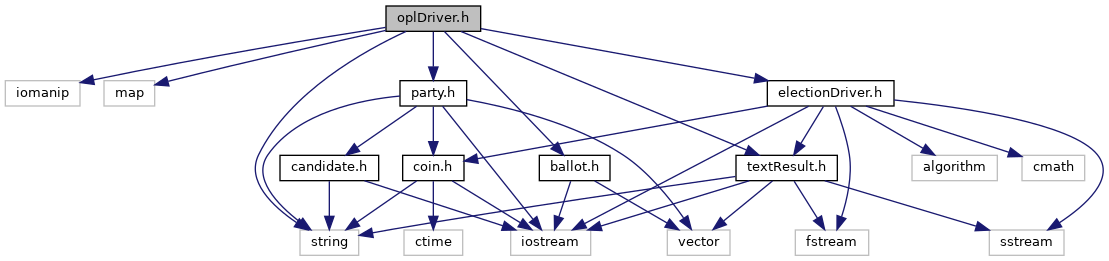 oplDriver.h
iomanip
map
party.h
electionDriver.h
candidate.h
coin.h
ballot.h
textResult.h
algorithm
cmath
string
ctime
iostream
vector
fstream
sstream